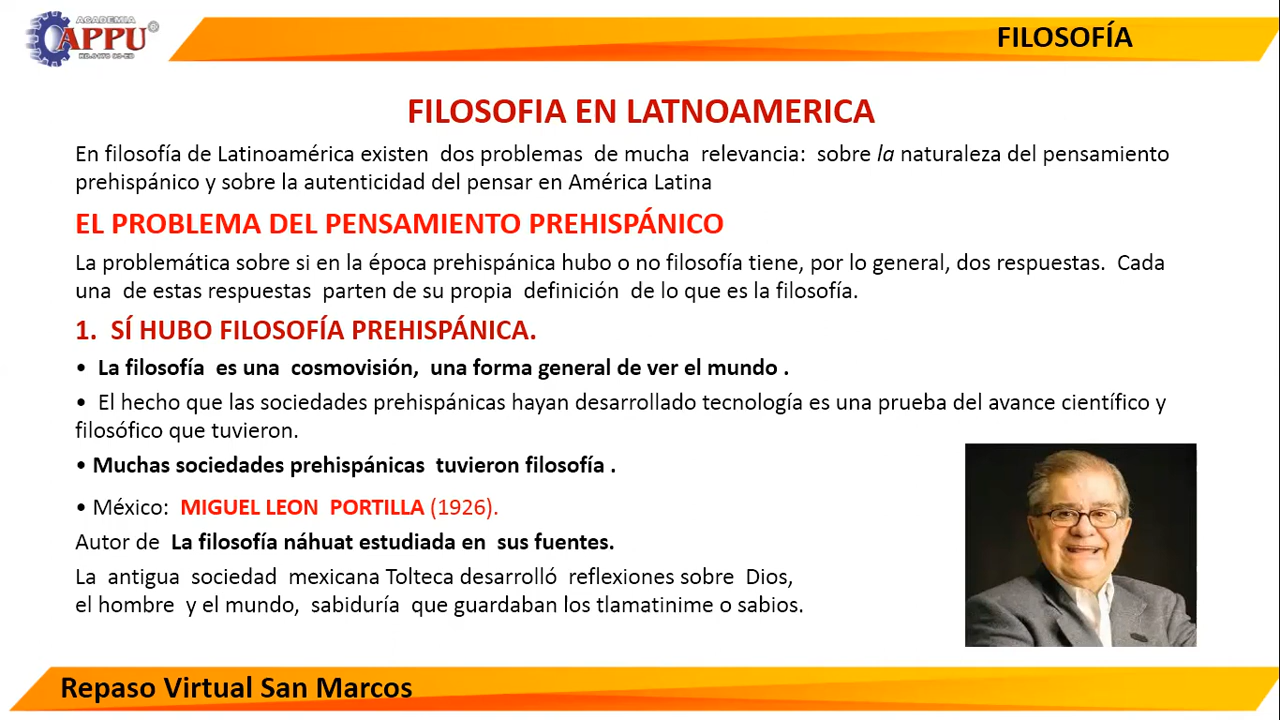 ACADEMIA
APPU
FILOSOFÍA
FILOSOFIA EN LATNOAMERICA
En filosofía de Latinoamérica existen dos problemas de mucha relevancia: sobre la naturaleza del pensamiento
prehispánico y sobre la autenticidad del pensar en América Latina
EL PROBLEMA DEL PENSAMIENTO PREHISPÁNICO
La problemática sobre si en la época prehispánica hubo o no filosofía tiene, por lo general, dos respuestas. Cada
una de estas respuestas parten de su propia definición de lo que es la filosofía.
1. SÍ HUBO FILOSOFÍA PREHISPÁNICA.
• La filosofía es una cosmovisión, una forma general de ver el mundo .
• El hecho que las sociedades prehispánicas hayan desarrollado tecnología es una prueba del avance científico y
filosófico que tuvieron.
• Muchas sociedades prehispánicas tuvieron filosofía .
• México: MIGUEL LEON PORTILLA (1926).
Autor de La filosofía náhuat estudiada en sus fuentes.
La antigua sociedad mexicana Tolteca desarrolló reflexiones sobre Dios,
el hombre y el mundo, sabiduría que guardaban los tlamatinime o sabios.
Repaso Virtual San Marcos